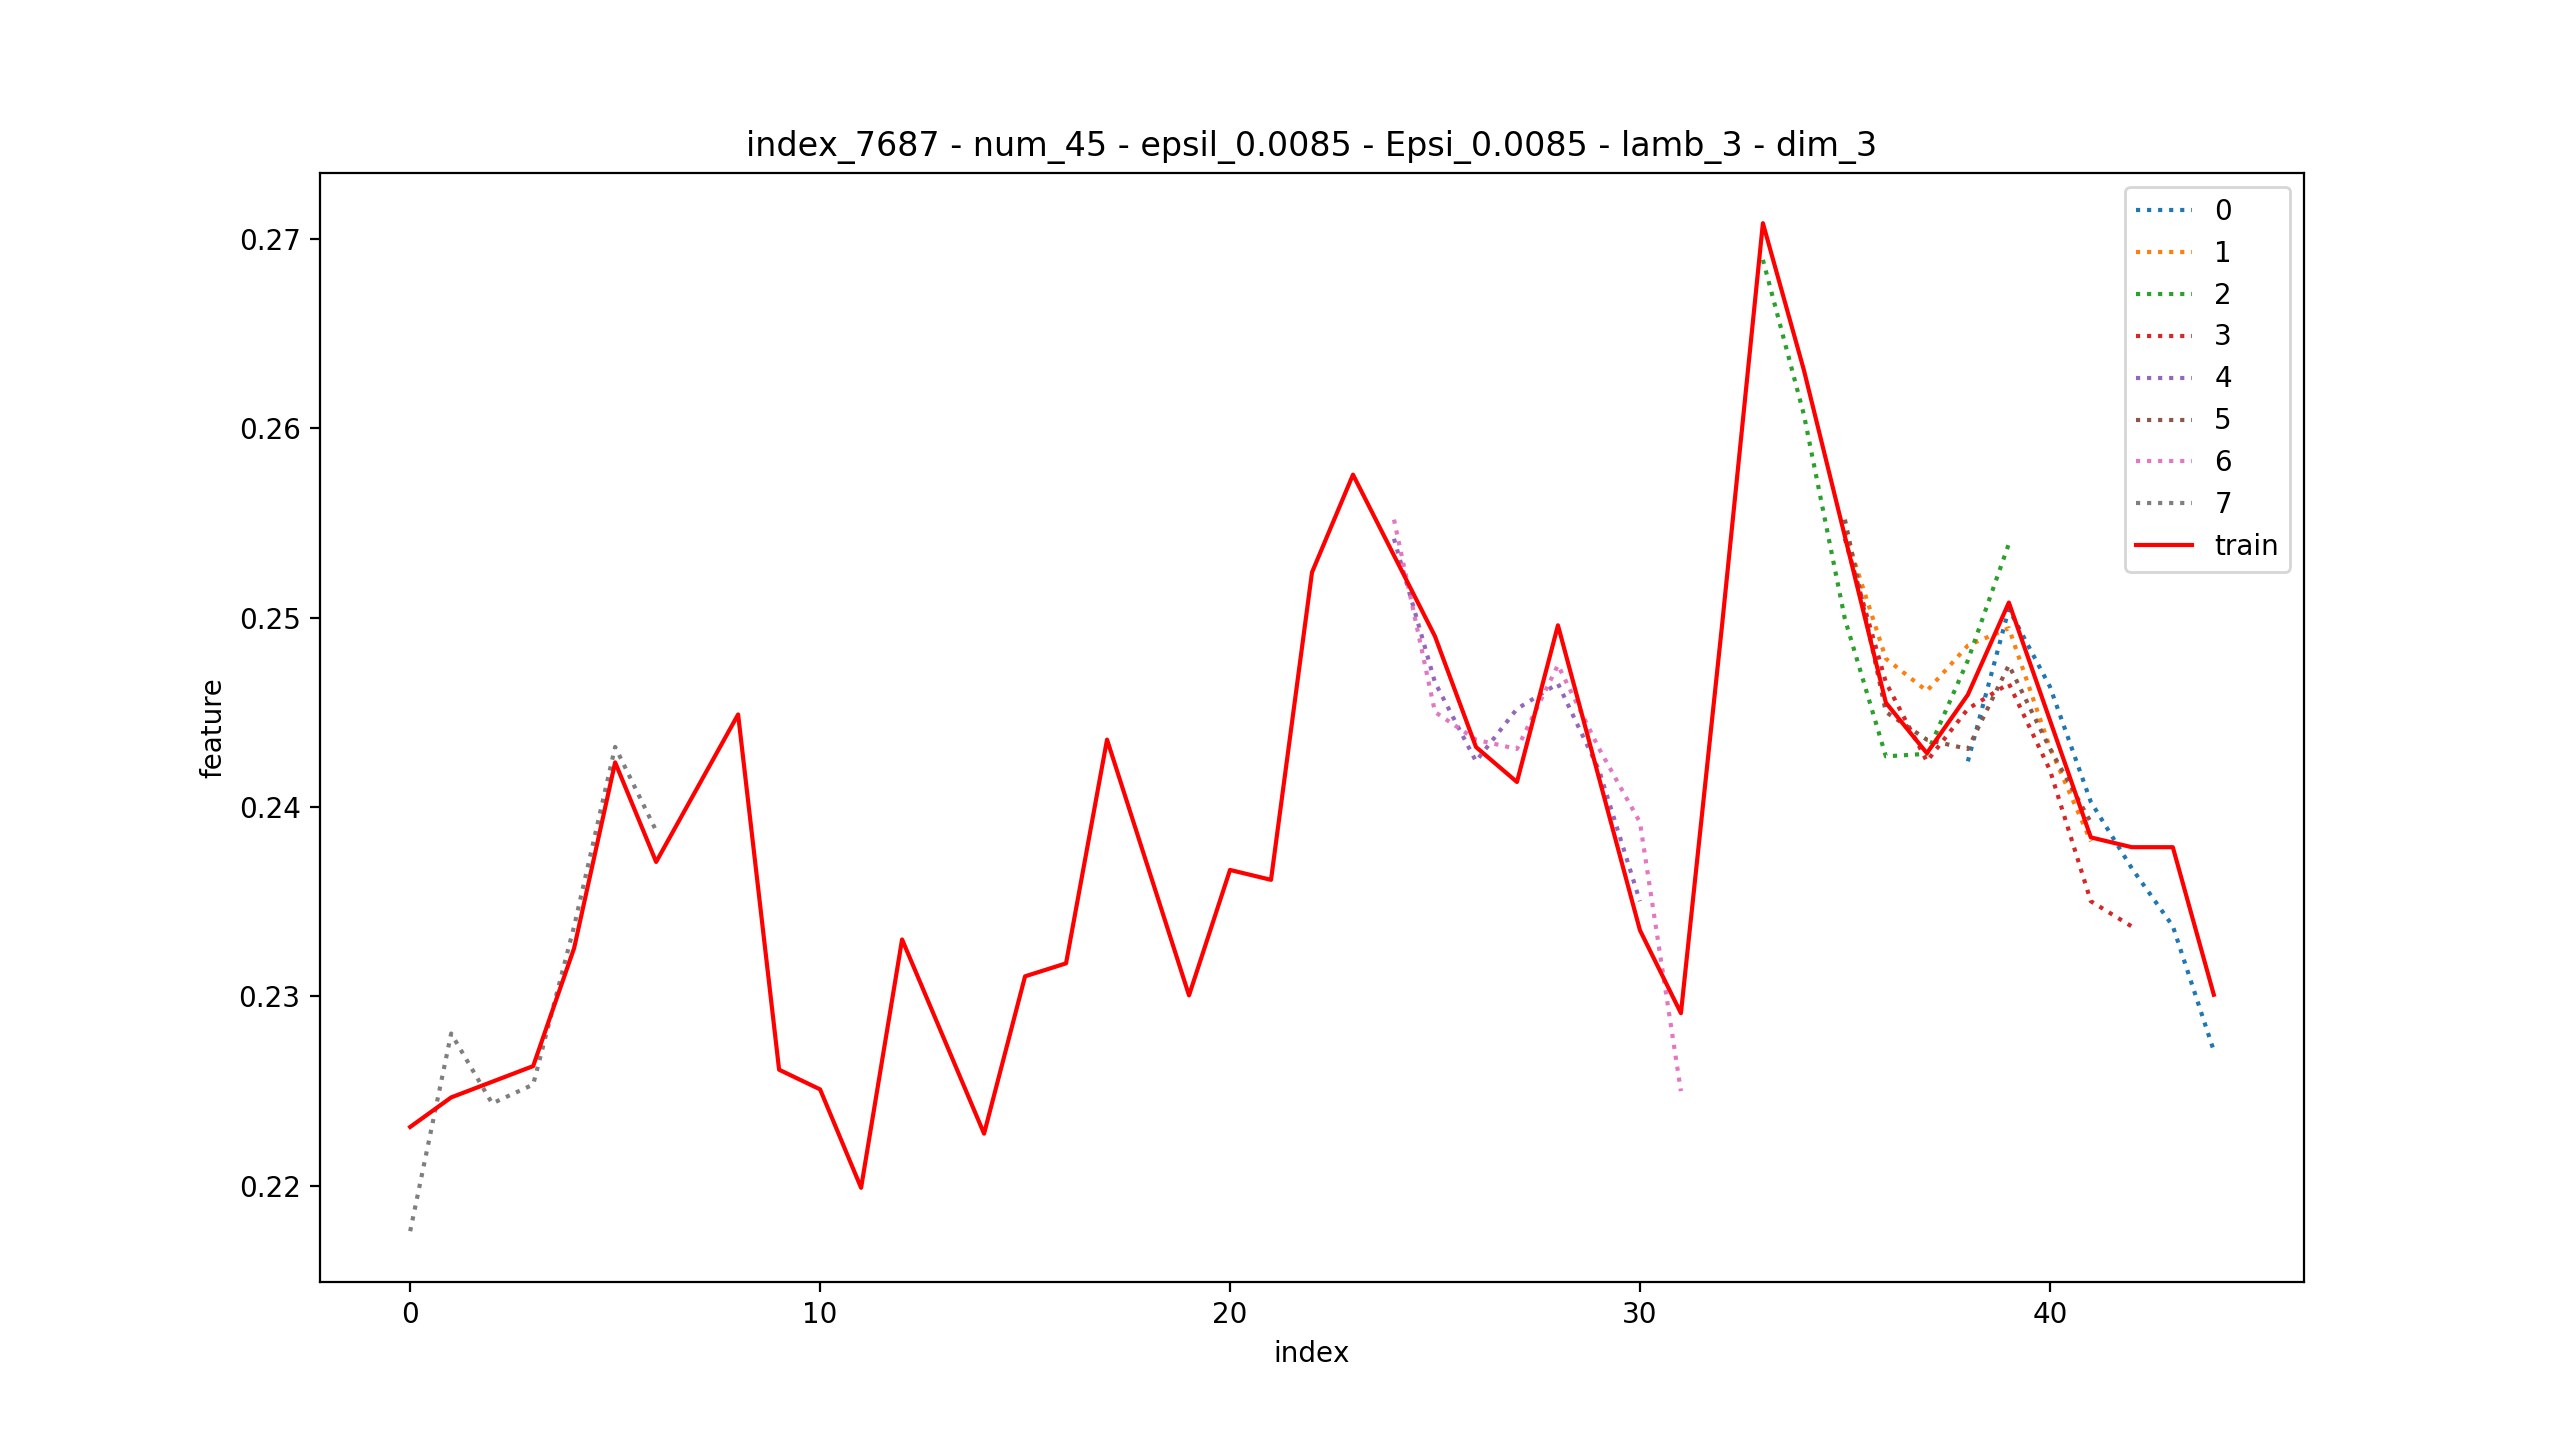 index_7687 - num_45 - epsil_0.0085 - Epsi_0.0085 - lamb_3 - dim_3
0
1
2
3
4
5
6
7
train
0.27
0.26
0.25
0.24
0.23
0.22
feature
0 10 20 30 40
index